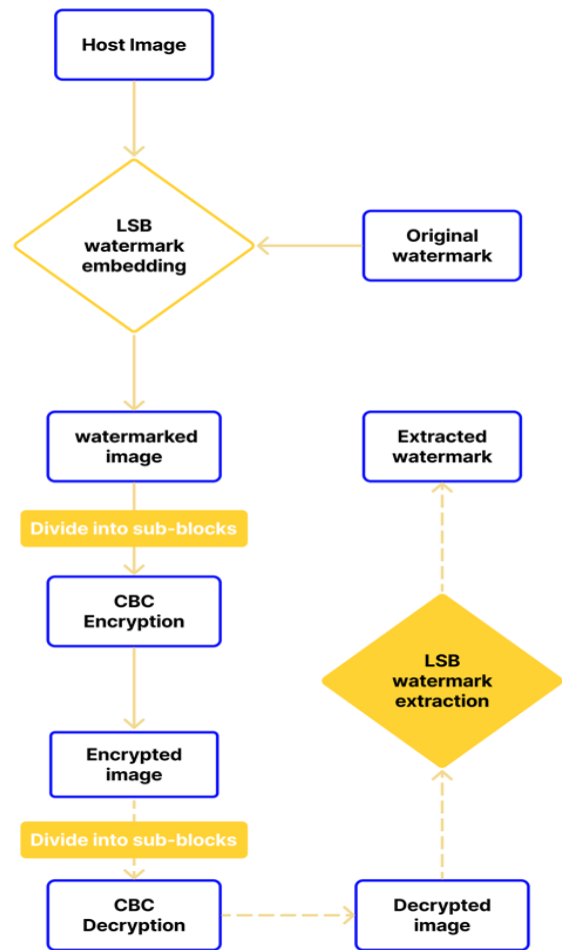 Host Image
LSB
watermark
embedding
Original
watermark
watermarked
image
Extracted
watermark
Divide into sub-blocks
CBC
Encryption
LSB
watermark
extraction
Encrypted
image
Divide into sub-blocks
CBC
Decryption
Decrypted
image